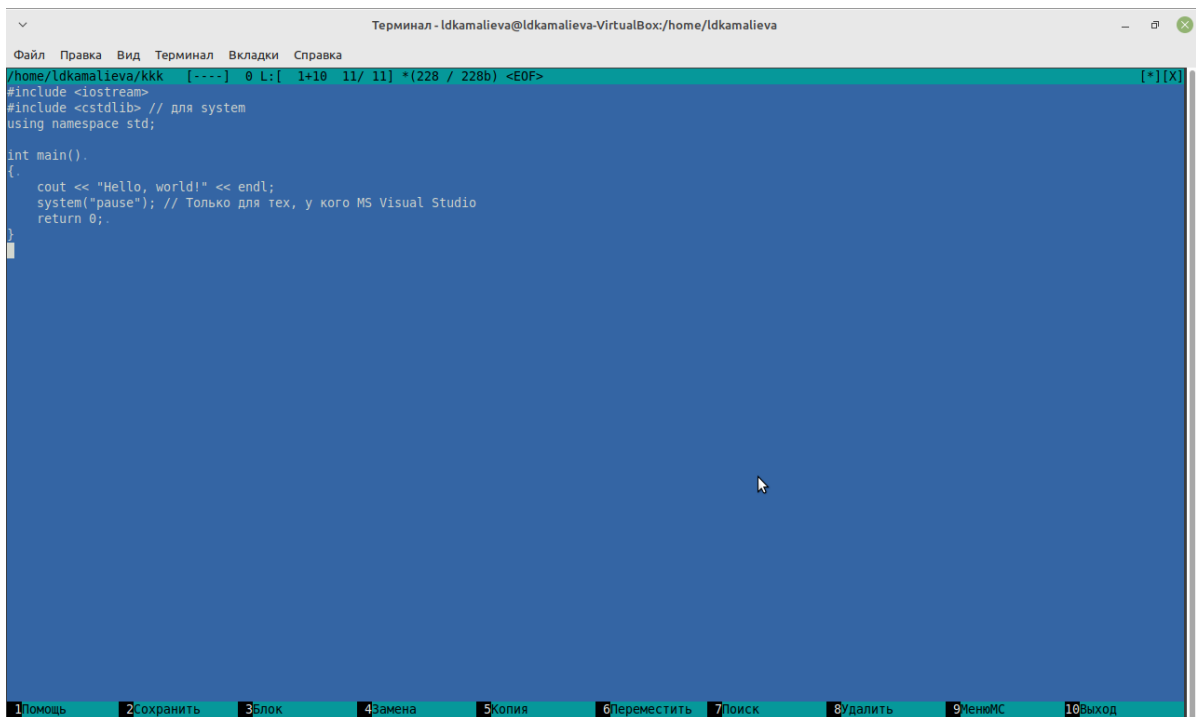 Терминал - ldkamalieva@ldkamalieva-VirtualBox:/home/ldkamalieva
Файл Правка Вид Терминал Вкладки Справка
/home/ldkamalieva/kkk [----] 0 L:[ 1+10 11/ 11] *(228 / 228b) <EOF> [*][X]
#include <iostream>
#include <cstdlib> // для system
using namespace std;
int main().
{.
cout << "Hello, world!" << endl;
system("pause"); // Только для тех, у кого MS Visual Studio
return 0;.
}
1Помощь 2Сохранить 3Блок 4Замена 5Копия 6Переместить 7Поиск 8Удалить 9МенюMC 10Выход